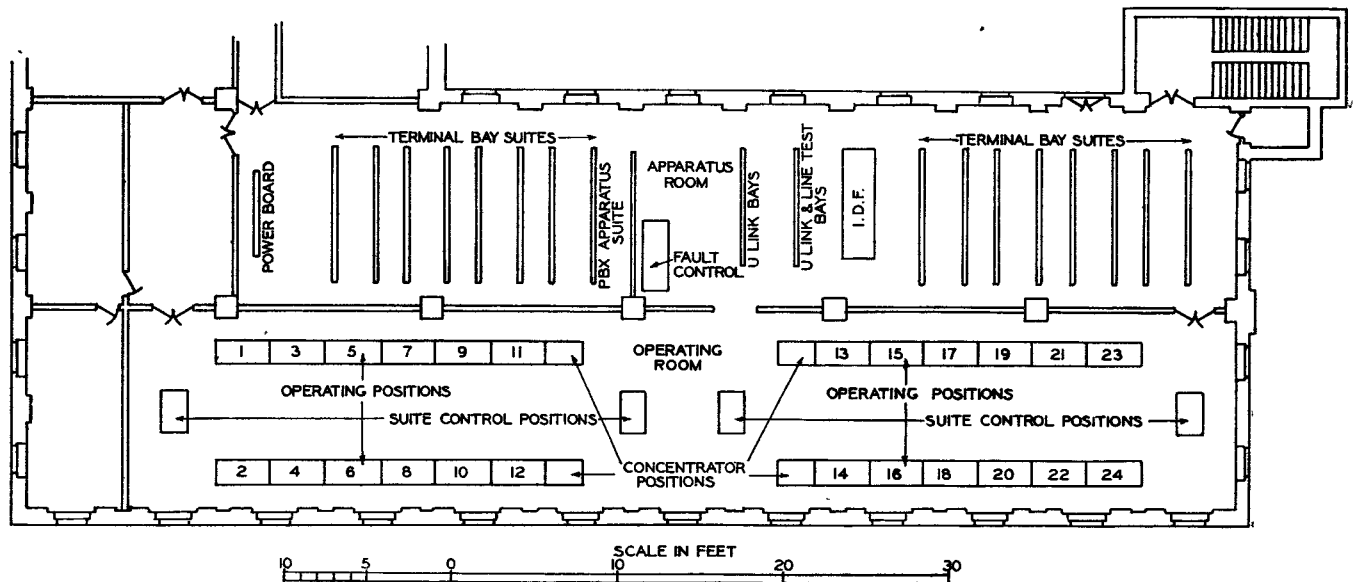 TERMINAL BAY SUITES
TERMINAL BAY SUITES
POWER BOARD
PBX APPARATUS
SUITE
APPARATUS
ROOM
FAULT
CONTROL
U LINK BAYS
U LINK & LINE TEST
BAYS
I.D.F.
1 3 5 7 9 11
OPERATING
ROOM
13 15 17 19 21 23
OPERATING POSITIONS
OPERATING POSITIONS
SUITE CONTROL POSITIONS
SUITE CONTROL POSITIONS
2 4 6 8 10 12
CONCENTRATOR
POSITIONS
14 16 18 20 22 24
SCALE IN FEET
10 5 0 10 20 30